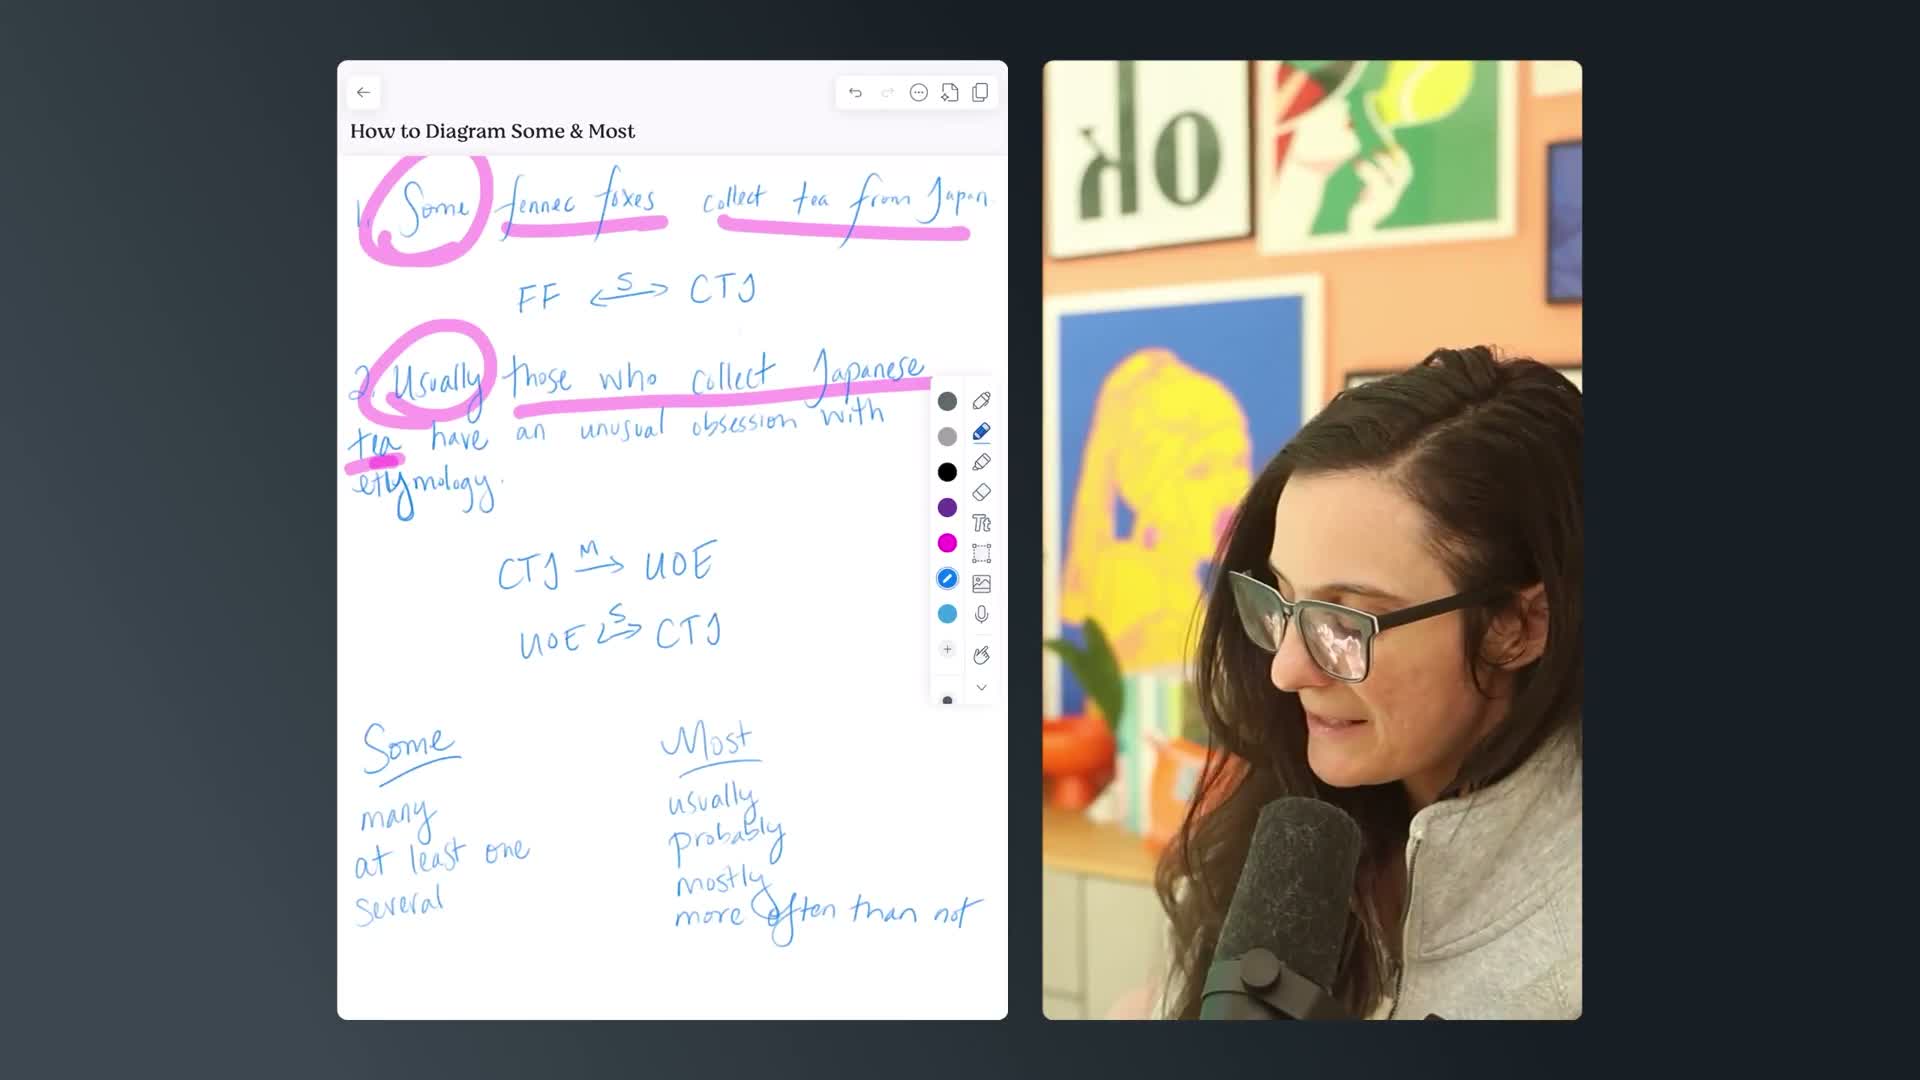 How to Diagram Some & Most
1. Some fennec foxes collect tea from Japan.
FF <-S-> CTJ
2. Usually those who collect Japanese
tea have an unusual obsession with
etymology.
CTJ M-> UOE
UOE <-S-> CTJ
Some
many
at least one
several
Most
usually
probably
mostly
more often than not
Tt
OK